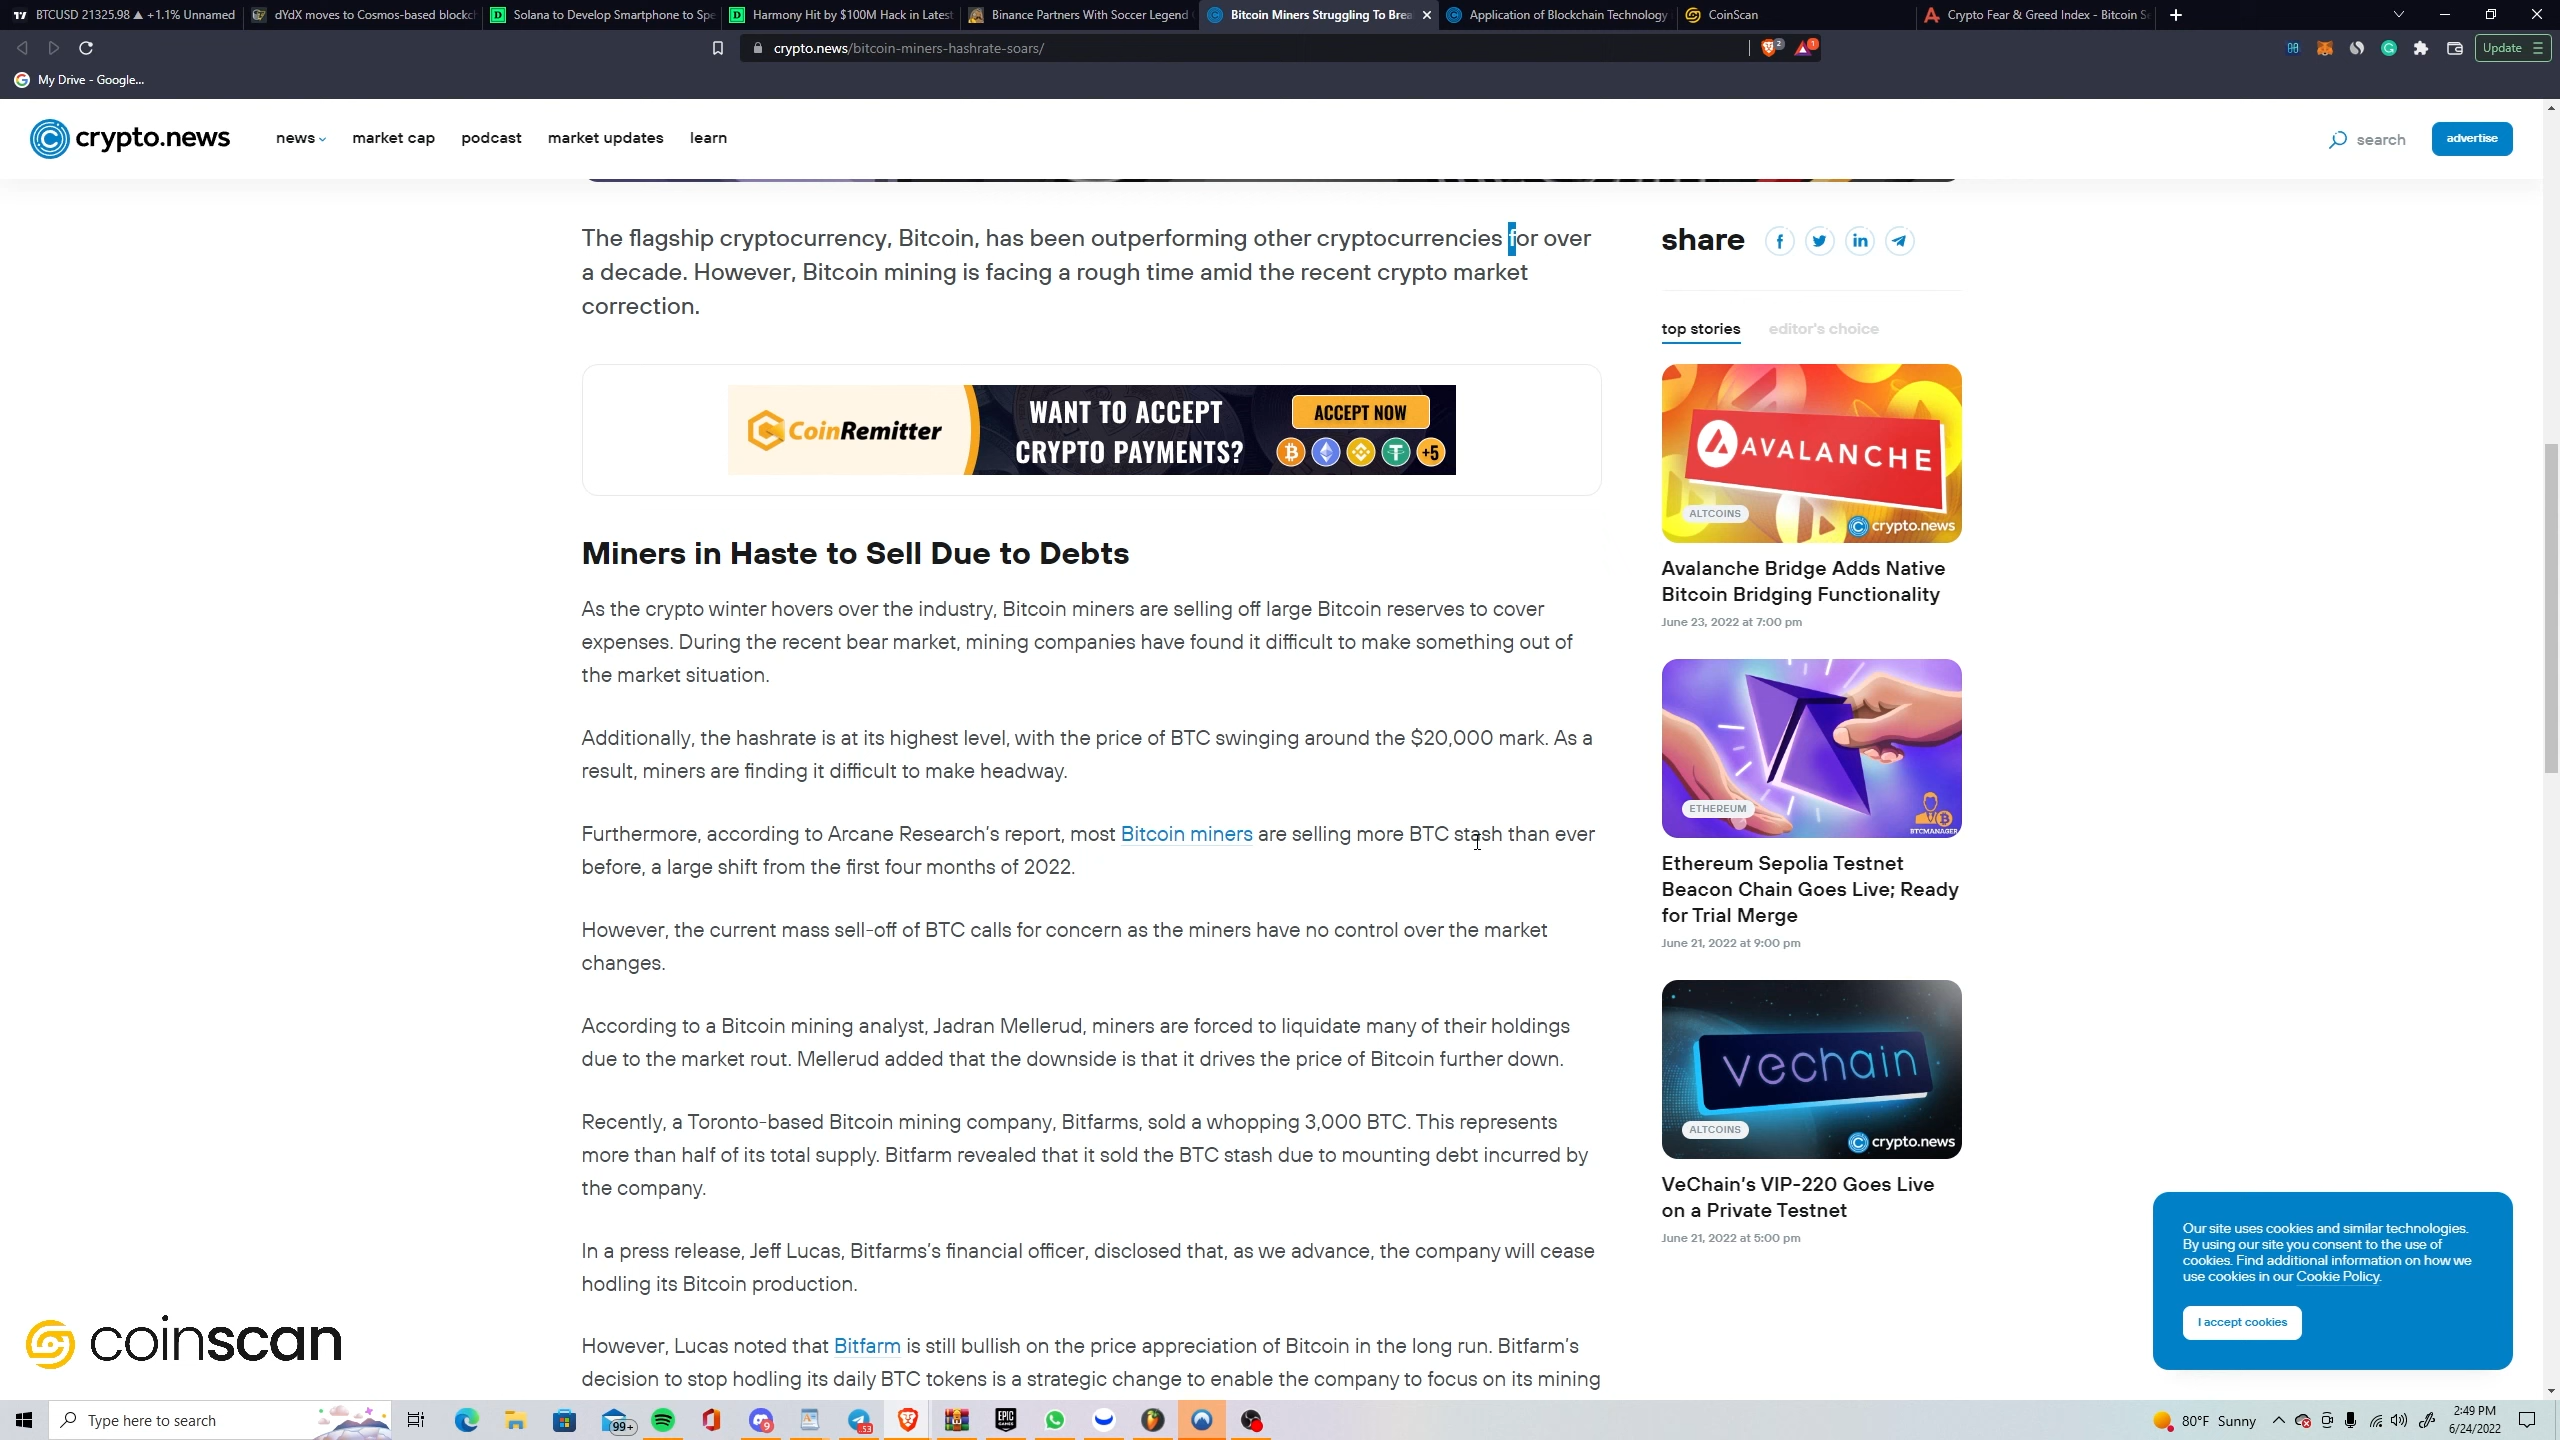 BTCUSD 21325.98 ▲ +1.1% Unnamed
dYdX moves to Cosmos-based blockc
Solana to Develop Smartphone to Spe
Harmony Hit by $100M Hack in Latest
Binance Partners With Soccer Legend
Bitcoin Miners Struggling To Brea
Application of Blockchain Technology
CoinScan
Crypto Fear & Greed Index - Bitcoin Se
crypto.news/bitcoin-miners-hashrate-soars/
2
1
Update
My Drive - Google...
crypto.news
news
market cap
podcast
market updates
learn
search
advertise
The flagship cryptocurrency, Bitcoin, has been outperforming other cryptocurrencies for over
a decade. However, Bitcoin mining is facing a rough time amid the recent crypto market
correction.
CoinRemitter
WANT TO ACCEPT
CRYPTO PAYMENTS?
ACCEPT NOW
+5
Miners in Haste to Sell Due to Debts
As the crypto winter hovers over the industry, Bitcoin miners are selling off large Bitcoin reserves to cover
expenses. During the recent bear market, mining companies have found it difficult to make something out of
the market situation.
Additionally, the hashrate is at its highest level, with the price of BTC swinging around the $20,000 mark. As a
result, miners are finding it difficult to make headway.
Furthermore, according to Arcane Research's report, most Bitcoin miners are selling more BTC stash than ever
before, a large shift from the first four months of 2022.
However, the current mass sell-off of BTC calls for concern as the miners have no control over the market
changes.
According to a Bitcoin mining analyst, Jadran Mellerud, miners are forced to liquidate many of their holdings
due to the market rout. Mellerud added that the downside is that it drives the price of Bitcoin further down.
Recently, a Toronto-based Bitcoin mining company, Bitfarms, sold a whopping 3,000 BTC. This represents
more than half of its total supply. Bitfarm revealed that it sold the BTC stash due to mounting debt incurred by
the company.
In a press release, Jeff Lucas, Bitfarms's financial officer, disclosed that, as we advance, the company will cease
hodling its Bitcoin production.
However, Lucas noted that Bitfarm is still bullish on the price appreciation of Bitcoin in the long run. Bitfarm's
decision to stop hodling its daily BTC tokens is a strategic change to enable the company to focus on its mining
share
top stories
editor's choice
AVALANCHE
ALTCOINS
crypto.news
Avalanche Bridge Adds Native
Bitcoin Bridging Functionality
June 23, 2022 at 7:00 pm
ETHEREUM
BTCMANAGER
Ethereum Sepolia Testnet
Beacon Chain Goes Live; Ready
for Trial Merge
June 21, 2022 at 9:00 pm
vechain
ALTCOINS
crypto.news
VeChain's VIP-220 Goes Live
on a Private Testnet
June 21, 2022 at 5:00 pm
Our site uses cookies and similar technologies.
By using our site you consent to the use of
cookies. Find additional information on how we
use cookies in our Cookie Policy.
I accept cookies
coinscan
Type here to search
99+
9
53
EPIC
GAMES
80°F Sunny
2:49 PM
6/24/2022